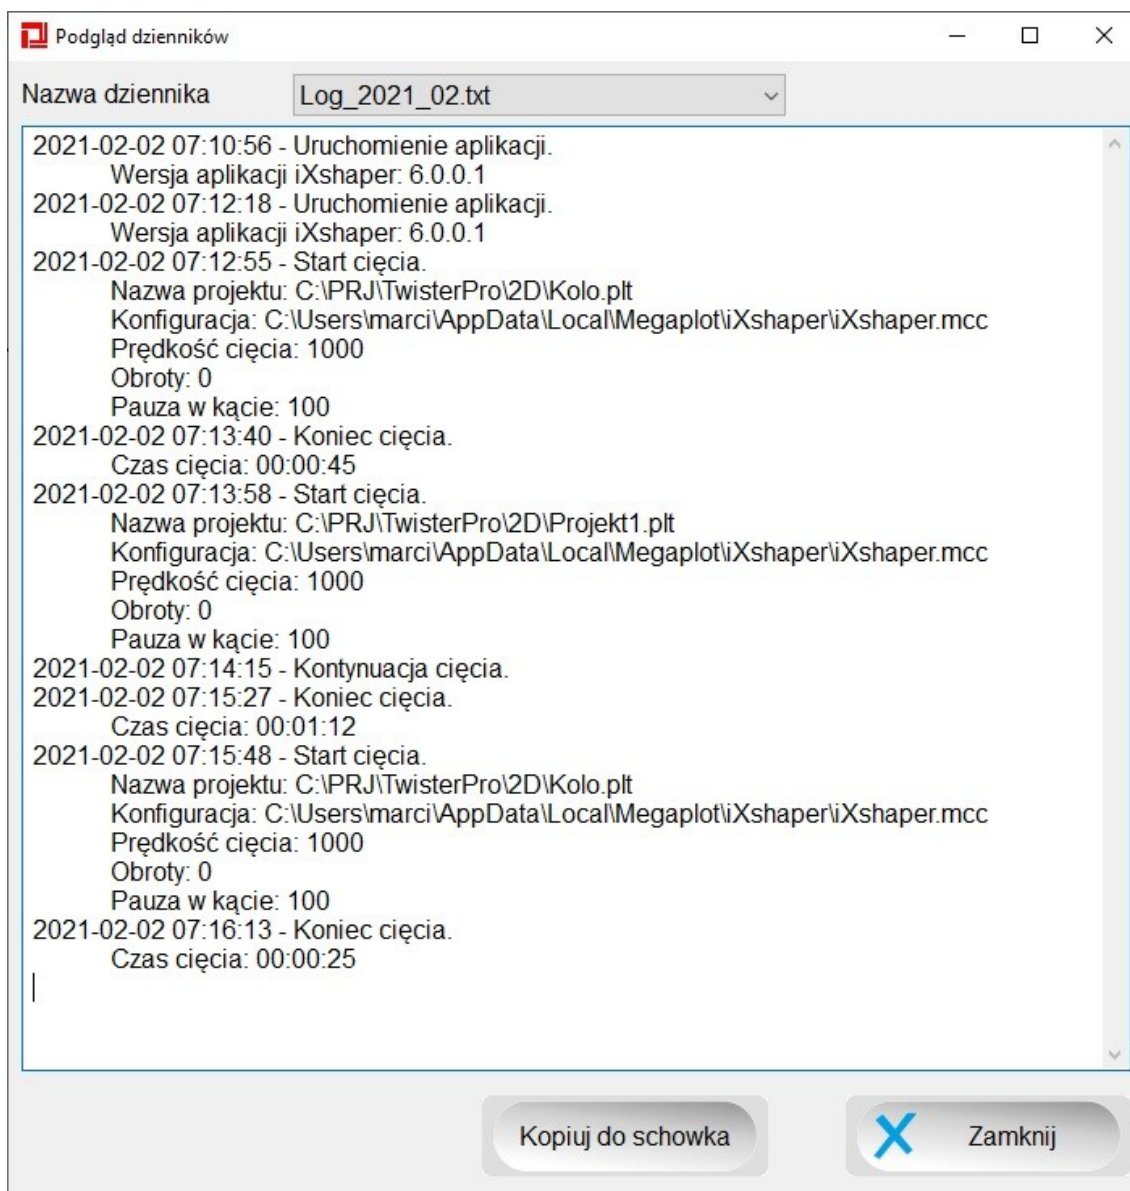 Podgląd dzienników
Nazwa dziennika Log_2021_02.txt
2021-02-02 07:10:56 - Uruchomienie aplikacji.
Wersja aplikacji iXshaper: 6.0.0.1
2021-02-02 07:12:18 - Uruchomienie aplikacji.
Wersja aplikacji iXshaper: 6.0.0.1
2021-02-02 07:12:55 - Start cięcia.
Nazwa projektu: C:\PRJ\TwisterPro\2D\Kolo.plt
Konfiguracja: C:\Users\marci\AppData\Local\Megaplot\iXshaper\iXshaper.mcc
Prędkość cięcia: 1000
Obroty: 0
Pauza w kącie: 100
2021-02-02 07:13:40 - Koniec cięcia.
Czas cięcia: 00:00:45
2021-02-02 07:13:58 - Start cięcia.
Nazwa projektu: C:\PRJ\TwisterPro\2D\Projekt1.plt
Konfiguracja: C:\Users\marci\AppData\Local\Megaplot\iXshaper\iXshaper.mcc
Prędkość cięcia: 1000
Obroty: 0
Pauza w kącie: 100
2021-02-02 07:14:15 - Kontynuacja cięcia.
2021-02-02 07:15:27 - Koniec cięcia.
Czas cięcia: 00:01:12
2021-02-02 07:15:48 - Start cięcia.
Nazwa projektu: C:\PRJ\TwisterPro\2D\Kolo.plt
Konfiguracja: C:\Users\marci\AppData\Local\Megaplot\iXshaper\iXshaper.mcc
Prędkość cięcia: 1000
Obroty: 0
Pauza w kącie: 100
2021-02-02 07:16:13 - Koniec cięcia.
Czas cięcia: 00:00:25
Kopiuj do schowka Zamknij